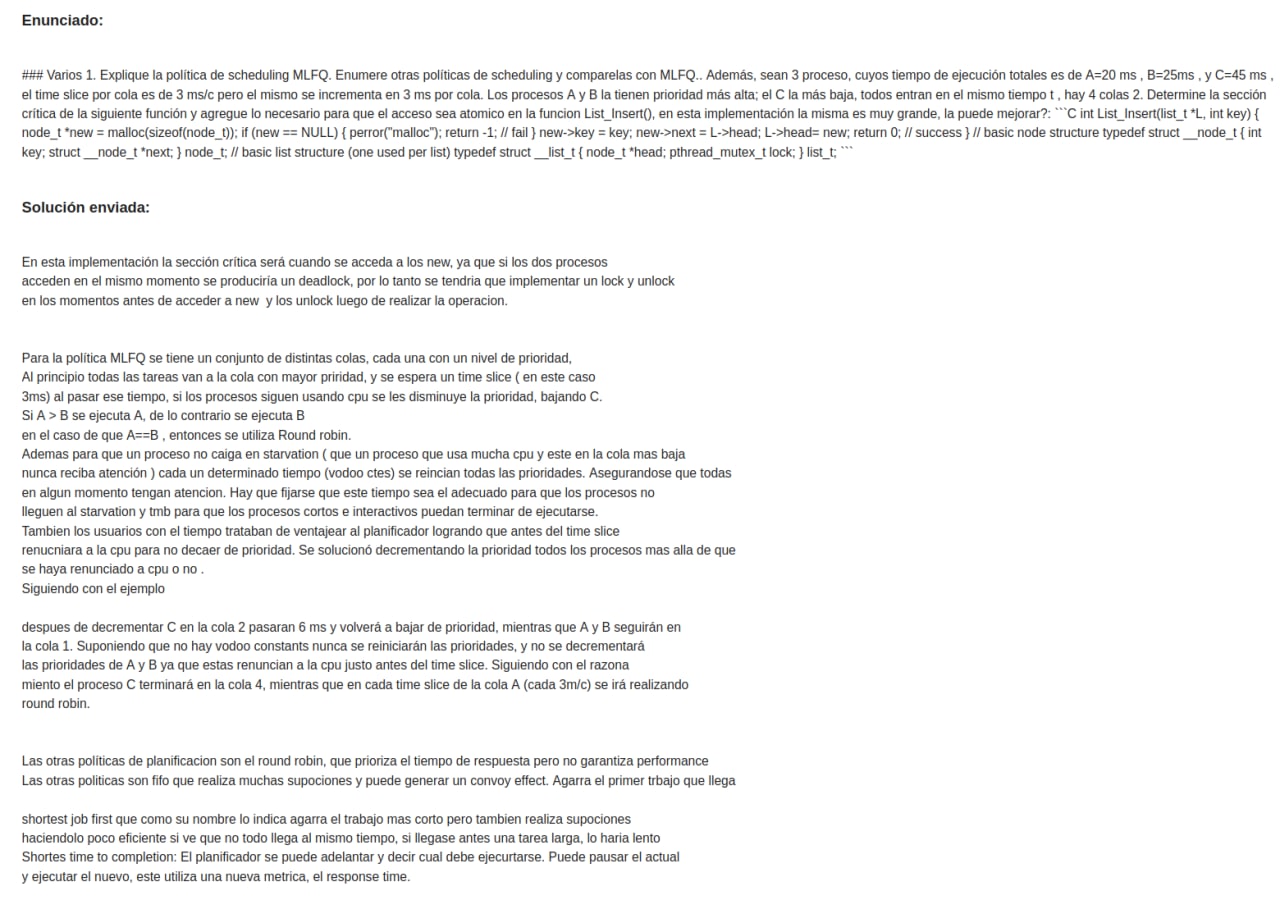 Enunciado:
### Varios 1. Explique la política de scheduling MLFQ. Enumere otras políticas de scheduling y comparelas con MLFQ.. Además, sean 3 proceso, cuyos tiempo de ejecución totales es de A=20 ms , B=25ms , y C=45 ms ,
el time slice por cola es de 3 ms/c pero el mismo se incrementa en 3 ms por cola. Los procesos A y B la tienen prioridad más alta; el C la más baja, todos entran en el mismo tiempo t , hay 4 colas 2. Determine la sección
crítica de la siguiente función y agregue lo necesario para que el acceso sea atomico en la funcion List_Insert(), en esta implementación la misma es muy grande, la puede mejorar?: ```C int List_Insert(list_t *L, int key) {
node_t *new = malloc(sizeof(node_t)); if (new == NULL) { perror("malloc"); return -1; // fail } new->key = key; new->next = L->head; L->head= new; return 0; // success } // basic node structure typedef struct __node_t { int
key; struct __node_t *next; } node_t; // basic list structure (one used per list) typedef struct __list_t { node_t *head; pthread_mutex_t lock; } list_t; ```
Solución enviada:
En esta implementación la sección crítica será cuando se acceda a los new, ya que si los dos procesos
acceden en el mismo momento se produciría un deadlock, por lo tanto se tendria que implementar un lock y unlock
en los momentos antes de acceder a new  y los unlock luego de realizar la operacion.
Para la política MLFQ se tiene un conjunto de distintas colas, cada una con un nivel de prioridad,
Al principio todas las tareas van a la cola con mayor priridad, y se espera un time slice ( en este caso
3ms) al pasar ese tiempo, si los procesos siguen usando cpu se les disminuye la prioridad, bajando C.
Si A > B se ejecuta A, de lo contrario se ejecuta B
en el caso de que A==B , entonces se utiliza Round robin.
Ademas para que un proceso no caiga en starvation ( que un proceso que usa mucha cpu y este en la cola mas baja
nunca reciba atención ) cada un determinado tiempo (vodoo ctes) se reincian todas las prioridades. Asegurandose que todas
en algun momento tengan atencion. Hay que fijarse que este tiempo sea el adecuado para que los procesos no
lleguen al starvation y tmb para que los procesos cortos e interactivos puedan terminar de ejecutarse.
Tambien los usuarios con el tiempo trataban de ventajear al planificador logrando que antes del time slice
renucniara a la cpu para no decaer de prioridad. Se solucionó decrementando la prioridad todos los procesos mas alla de que
se haya renunciado a cpu o no .
Siguiendo con el ejemplo
despues de decrementar C en la cola 2 pasaran 6 ms y volverá a bajar de prioridad, mientras que A y B seguirán en
la cola 1. Suponiendo que no hay vodoo constants nunca se reiniciarán las prioridades, y no se decrementará
las prioridades de A y B ya que estas renuncian a la cpu justo antes del time slice. Siguiendo con el razona
miento el proceso C terminará en la cola 4, mientras que en cada time slice de la cola A (cada 3m/c) se irá realizando
round robin.
Las otras políticas de planificacion son el round robin, que prioriza el tiempo de respuesta pero no garantiza performance
Las otras politicas son fifo que realiza muchas supociones y puede generar un convoy effect. Agarra el primer trbajo que llega
shortest job first que como su nombre lo indica agarra el trabajo mas corto pero tambien realiza supociones
haciendolo poco eficiente si ve que no todo llega al mismo tiempo, si llegase antes una tarea larga, lo haria lento
Shortes time to completion: El planificador se puede adelantar y decir cual debe ejecurtarse. Puede pausar el actual
y ejecutar el nuevo, este utiliza una nueva metrica, el response time.